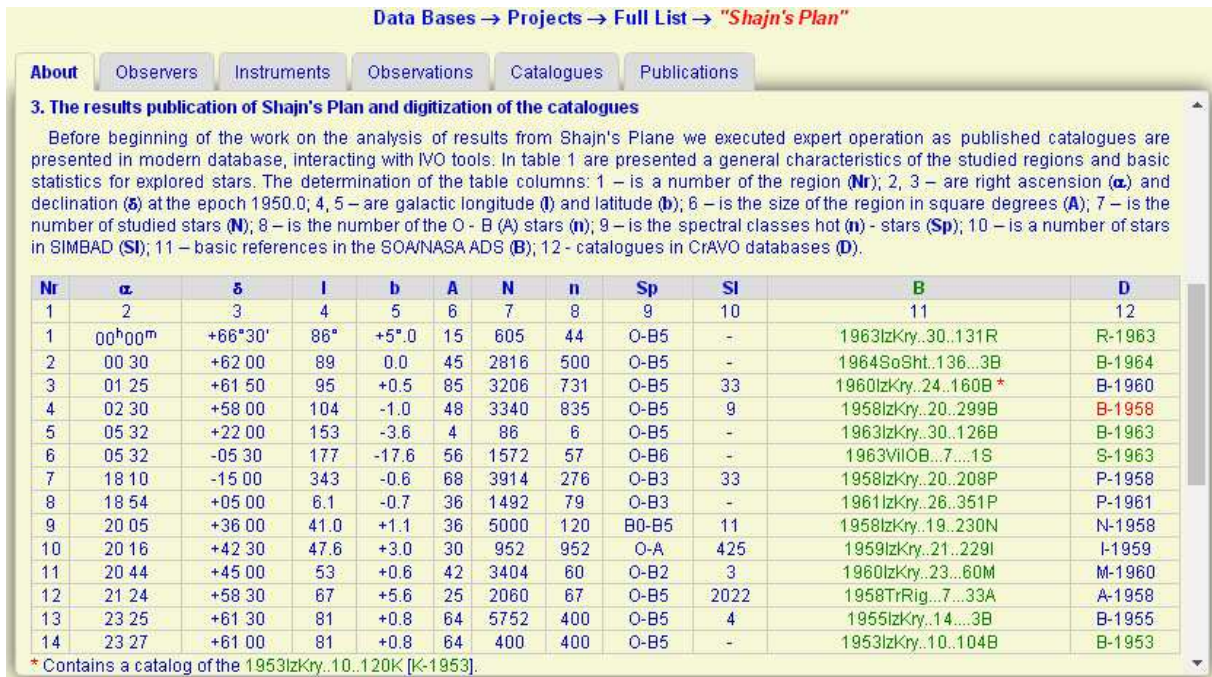 Data Bases → Projects → Full List → "Shajn's Plan"
About Observers Instruments Observations Catalogues Publications
3. The results publication of Shajn's Plan and digitization of the catalogues
Before beginning of the work on the analysis of results from Shajn's Plane we executed expert operation as published catalogues are
presented in modern database, interacting with IVO tools. In table 1 are presented a general characteristics of the studied regions and basic
statistics for explored stars. The determination of the table columns: 1 – is a number of the region (Nr); 2, 3 – are right ascension (α) and
declination (δ) at the epoch 1950.0; 4, 5 – are galactic longitude (l) and latitude (b); 6 – is the size of the region in square degrees (A); 7 – is the
number of studied stars (N); 8 – is the number of the O - B (A) stars (n); 9 – is the spectral classes hot (n) - stars (Sp); 10 – is a number of stars
in SIMBAD (SI); 11 – basic references in the SOA/NASA ADS (B); 12 - catalogues in CrAVO databases (D).
Nr α δ l b A N n Sp SI B D
1 2 3 4 5 6 7 8 9 10 11 12
1 00ʰ00ᵐ +66°30' 86° +5°.0 15 605 44 O-B5 - 1963IzKry..30..131R R-1963
2 00 30 +62 00 89 0.0 45 2816 500 O-B5 - 1964SoSht..136...3B B-1964
3 01 25 +61 50 95 +0.5 85 3206 731 O-B5 33 1960IzKry..24..160B * B-1960
4 02 30 +58 00 104 -1.0 48 3340 835 O-B5 9 1958IzKry..20..299B B-1958
5 05 32 +22 00 153 -3.6 4 86 6 O-B5 - 1963IzKry..30..126B B-1963
6 05 32 -05 30 177 -17.6 56 1572 57 O-B6 - 1963VilOB...7....1S S-1963
7 18 10 -15 00 343 -0.6 68 3914 276 O-B3 33 1958IzKry..20..208P P-1958
8 18 54 +05 00 6.1 -0.7 36 1492 79 O-B3 - 1961IzKry..26..351P P-1961
9 20 05 +36 00 41.0 +1.1 36 5000 120 B0-B5 11 1958IzKry..19..230N N-1958
10 20 16 +42 30 47.6 +3.0 30 952 952 O-A 425 1959IzKry..21..229I I-1959
11 20 44 +45 00 53 +0.6 42 3404 60 O-B2 3 1960IzKry..23...60M M-1960
12 21 24 +58 30 67 +5.6 25 2060 67 O-B5 2022 1958TrRig...7...33A A-1958
13 23 25 +61 30 81 +0.8 64 5752 400 O-B5 4 1955IzKry..14....3B B-1955
14 23 27 +61 00 81 +0.8 64 400 400 O-B5 - 1953IzKry..10..104B B-1953
* Contains a catalog of the 1953IzKry..10..120K [K-1953].